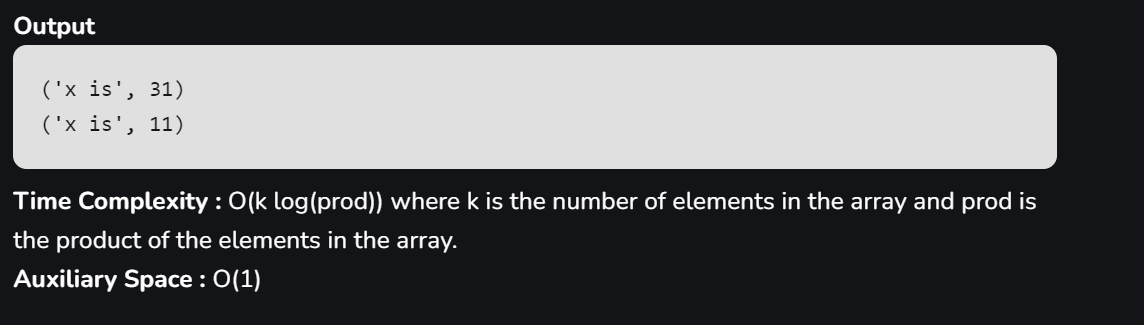 Output
('x is', 31)
('x is', 11)
Time Complexity : O(k log(prod)) where k is the number of elements in the array and prod is
the product of the elements in the array.
Auxiliary Space : O(1)